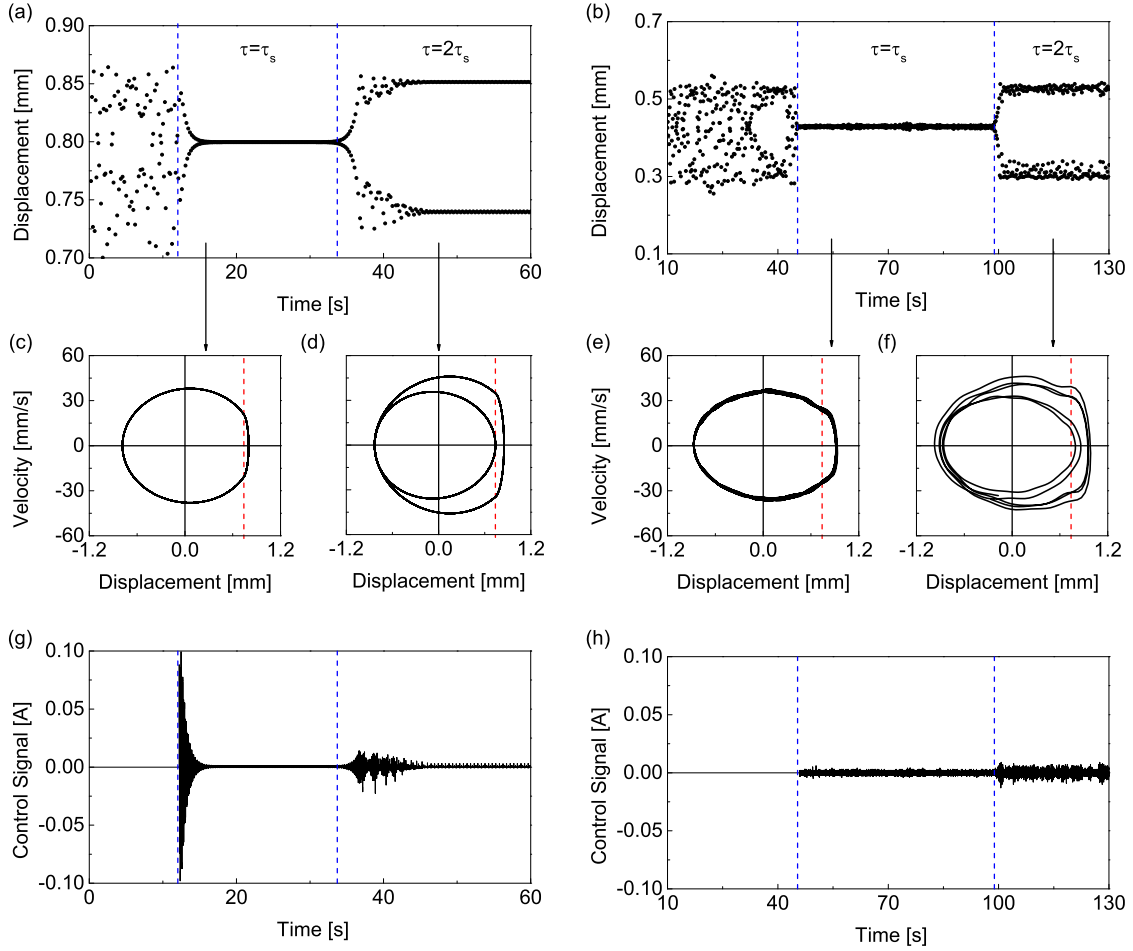 (a)
0.90
0.85
0.80
0.75
0.70
Displacement [mm]
τ=τs
τ=2τs
0
20
40
60
Time [s]
(b)
0.7
0.5
0.3
0.1
Displacement [mm]
τ=τs
τ=2τs
10
40
70
100
130
Time [s]
(c)
60
30
0
-30
-60
Velocity [mm/s]
-1.2
0.0
1.2
Displacement [mm]
(d)
-1.2
0.0
1.2
Displacement [mm]
(e)
60
30
0
-30
-60
Velocity [mm/s]
-1.2
0.0
1.2
Displacement [mm]
(f)
-1.2
0.0
1.2
Displacement [mm]
(g)
0.10
0.05
0.00
-0.05
-0.10
Control Signal [A]
0
20
40
60
Time [s]
(h)
0.10
0.05
0.00
-0.05
-0.10
Control Signal [A]
10
40
70
100
130
Time [s]